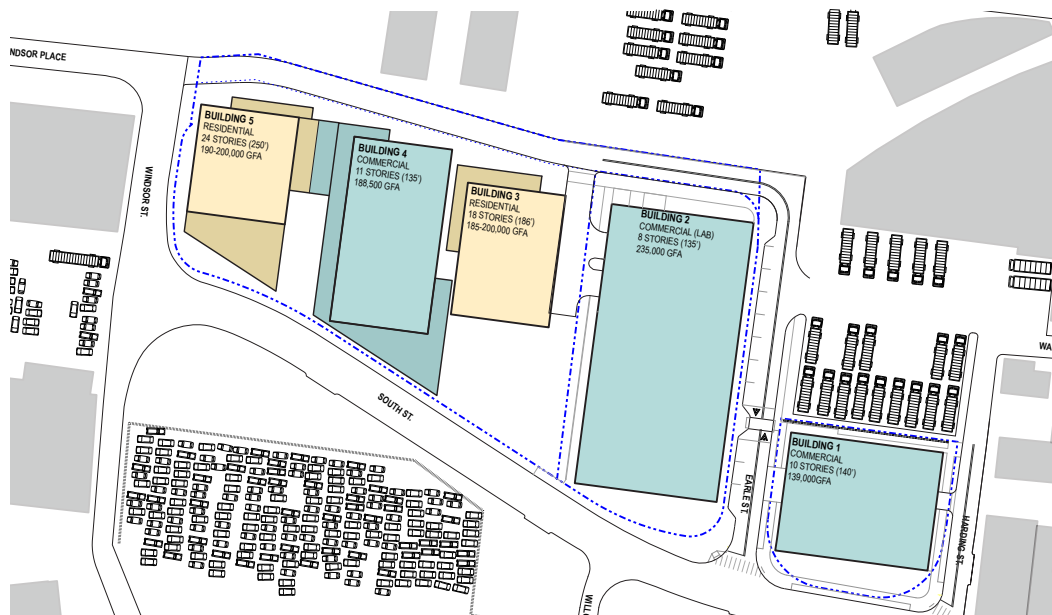 NDSOR PLACE
BUILDING 5
RESIDENTIAL
24 STORIES (250')
190-200,000 GFA
BUILDING 4
COMMERCIAL
11 STORIES (135')
188,500 GFA
BUILDING 3
RESIDENTIAL
18 STORIES (186')
185-200,000 GFA
BUILDING 2
COMMERCIAL (LAB)
8 STORIES (135')
235,000 GFA
WINDSOR ST.
WA
SOUTH ST.
BUILDING 1
COMMERCIAL
10 STORIES (140')
139,000GFA
EARLE ST.
HARDING ST.
WILL